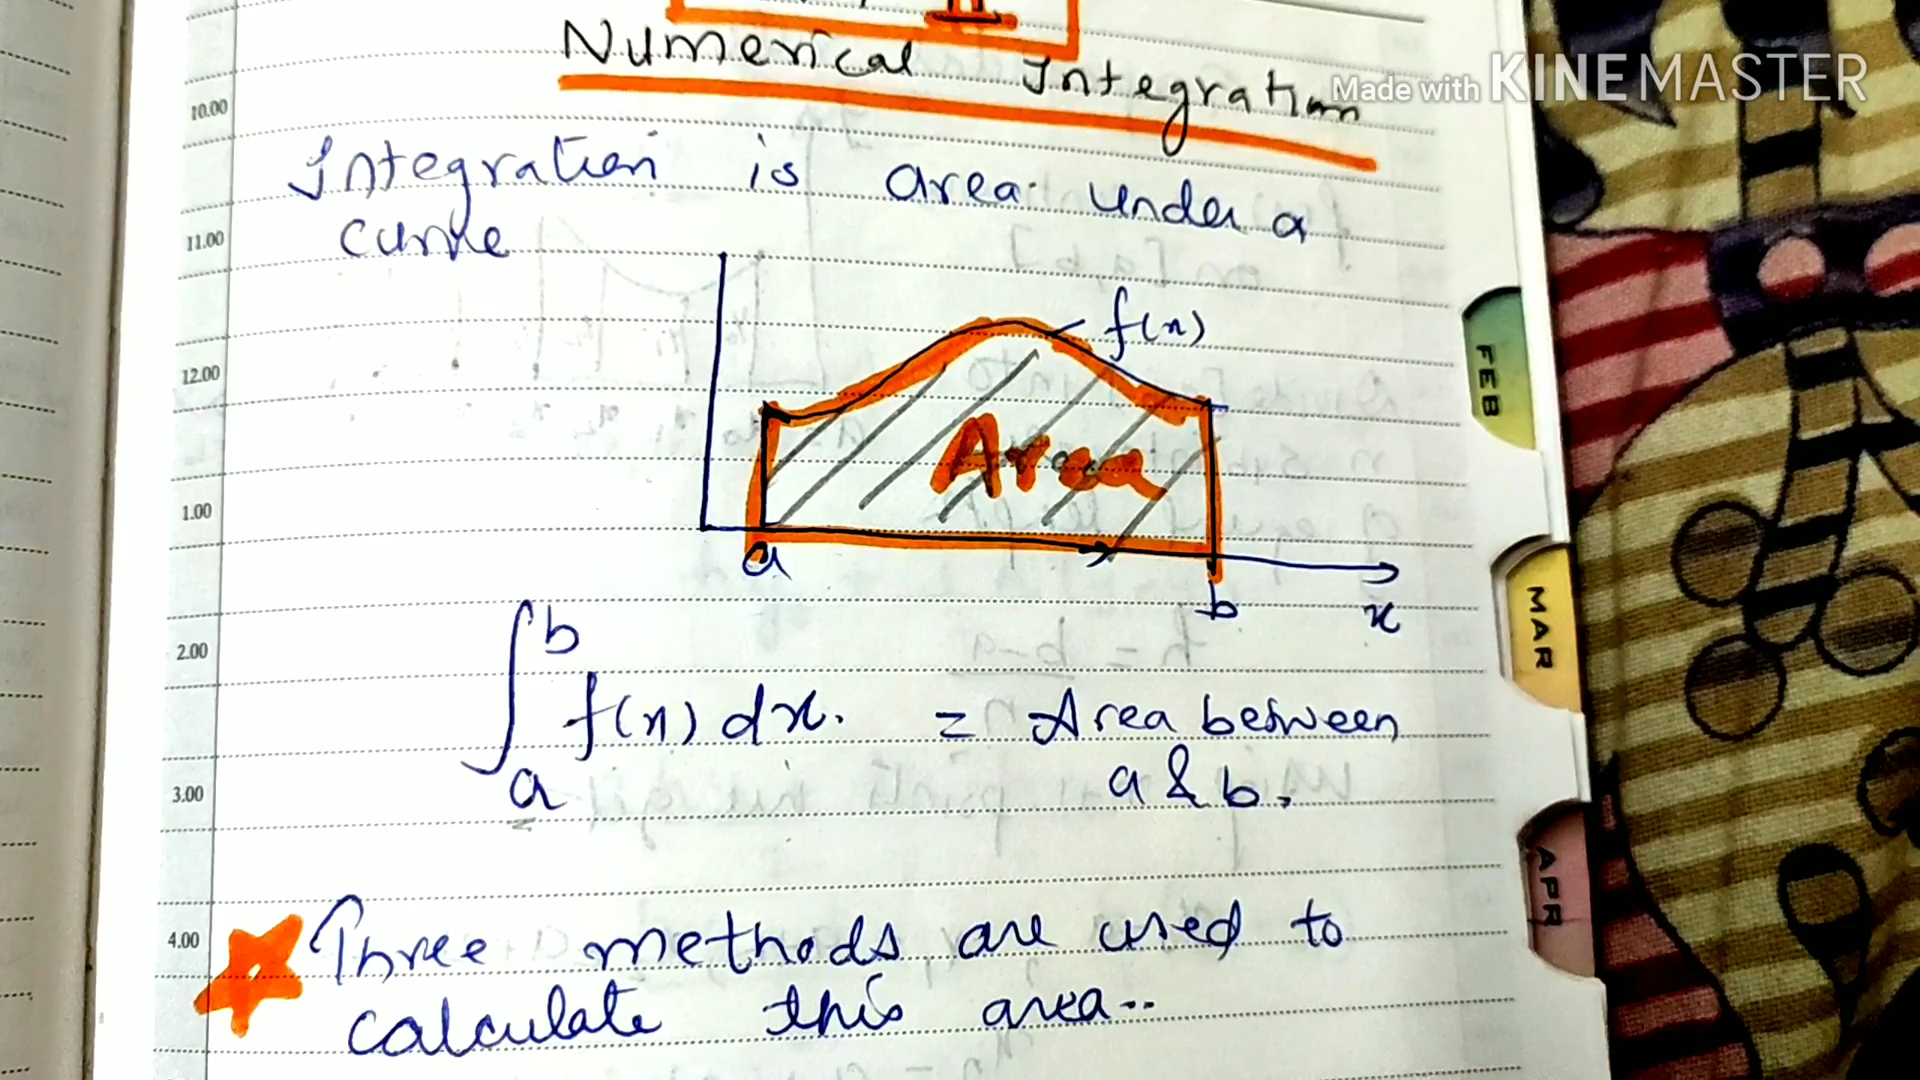 II
Numerical Integration
Made with KINEMASTER
10.00
Integration is area under a
11.00
curve
f(x)
12.00
FEB
Area
1.00
a
b
x
MAR
2.00
∫ₐᵇ f(x) dx. = Area between
a & b.
3.00
APR
4.00
Three methods are used to
calculate this area..